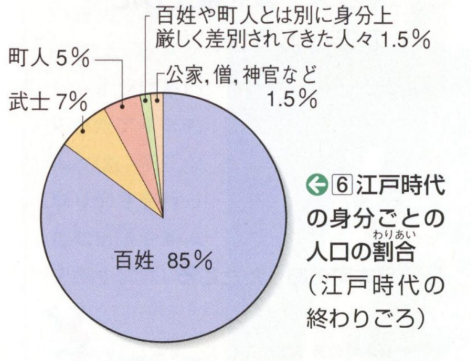 百姓や町人とは別に身分上
厳しく差別されてきた人々 1.5%
町人 5%
公家,僧,神官など
1.5%
武士 7%
百姓 85%
6 江戸時代
の身分ごとの
わりあい
人口の割合
(江戸時代の
終わりごろ)